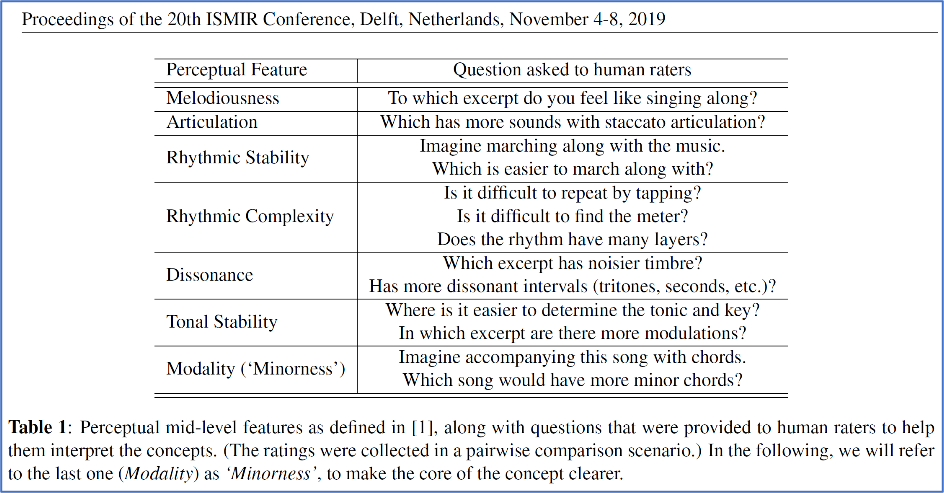 Proceedings of the 20th ISMIR Conference, Delft, Netherlands, November 4-8, 2019
Perceptual Feature Question asked to human raters
Melodiousness To which excerpt do you feel like singing along?
Articulation Which has more sounds with staccato articulation?
Rhythmic Stability Imagine marching along with the music.
Which is easier to march along with?
Rhythmic Complexity Is it difficult to repeat by tapping?
Is it difficult to find the meter?
Does the rhythm have many layers?
Dissonance Which excerpt has noisier timbre?
Has more dissonant intervals (tritones, seconds, etc.)?
Tonal Stability Where is it easier to determine the tonic and key?
In which excerpt are there more modulations?
Modality (‘Minorness’) Imagine accompanying this song with chords.
Which song would have more minor chords?
Table 1: Perceptual mid-level features as defined in [1], along with questions that were provided to human raters to help
them interpret the concepts. (The ratings were collected in a pairwise comparison scenario.) In the following, we will refer
to the last one (Modality) as ‘Minorness’, to make the core of the concept clearer.